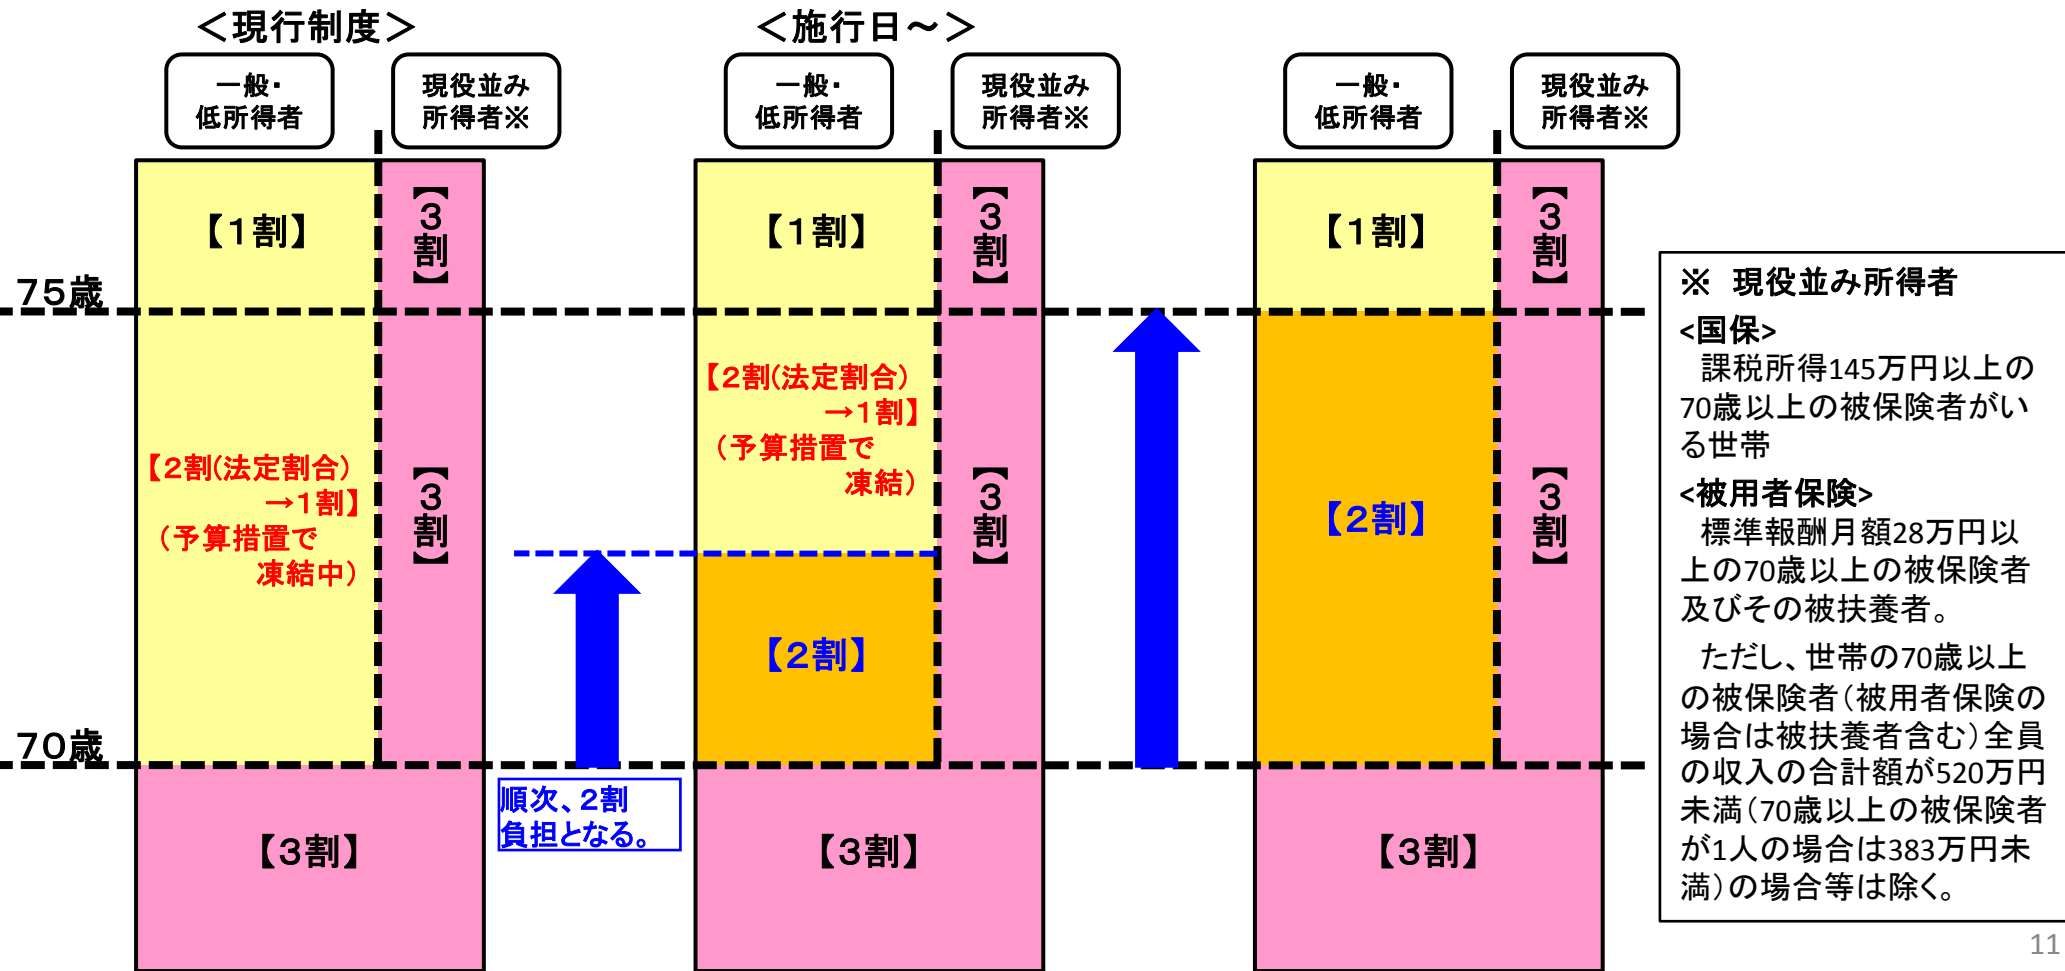 ＜現行制度＞
一般・
低所得者
現役並み
所得者※
【1割】
【3割】
75歳
【2割(法定割合)
→1割】
(予算措置で
凍結中)
【3割】
70歳
【3割】
順次、2割
負担となる。
＜施行日～＞
一般・
低所得者
現役並み
所得者※
【1割】
【3割】
【2割(法定割合)
→1割】
(予算措置で
凍結)
【3割】
【2割】
【3割】
一般・
低所得者
現役並み
所得者※
【1割】
【3割】
【2割】
【3割】
【3割】
※　現役並み所得者
<国保>
課税所得145万円以上の
70歳以上の被保険者がい
る世帯
<被用者保険>
標準報酬月額28万円以
上の70歳以上の被保険者
及びその被扶養者。
ただし、世帯の70歳以上
の被保険者(被用者保険の
場合は被扶養者含む)全員
の収入の合計額が520万円
未満(70歳以上の被保険者
が1人の場合は383万円未
満)の場合等は除く。
11